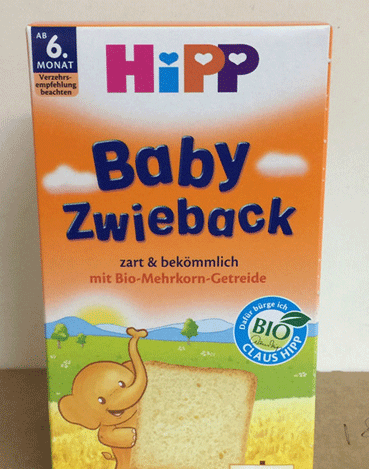 AB
6.
MONAT
Verzehrs-
empfehlung
beachten
HiPP
Baby
Zwieback
zart & bekömmlich
mit Bio-Mehrkorn-Getreide
Dafür bürge ich
BIO
CLAUS HIPP